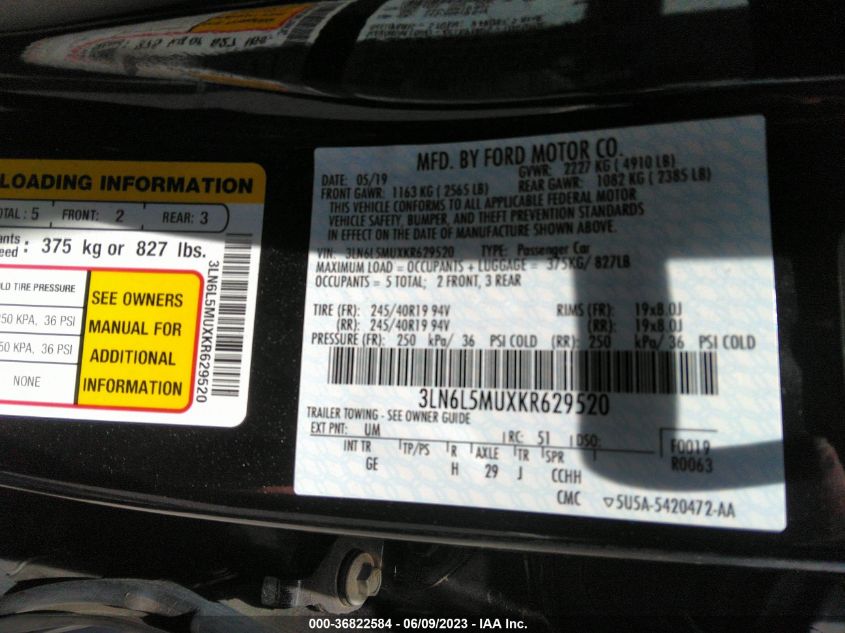 LOADING INFORMATION
TOTAL: 5 FRONT: 2 REAR: 3
375 kg or 827 lbs.
COLD TIRE PRESSURE
250 KPA, 36 PSI
250 KPA, 36 PSI
NONE
SEE OWNERS
MANUAL FOR
ADDITIONAL
INFORMATION
3LN6L5MUXKR629520
MFD. BY FORD MOTOR CO.
DATE: 05/19 GVWR: 2227 KG ( 4910 LB)
FRONT GAWR: 1163 KG ( 2565 LB) REAR GAWR: 1082 KG ( 2385 LB)
THIS VEHICLE CONFORMS TO ALL APPLICABLE FEDERAL MOTOR
VEHICLE SAFETY, BUMPER, AND THEFT PREVENTION STANDARDS
IN EFFECT ON THE DATE OF MANUFACTURE SHOWN ABOVE.
VIN: 3LN6L5MUXKR629520 TYPE: Passenger Car
MAXIMUM LOAD = OCCUPANTS + LUGGAGE = 375KG/ 827LB
OCCUPANTS = 5 TOTAL; 2 FRONT, 3 REAR
TIRE (FR): 245/40R19 94V RIMS (FR): 19x8.0J
(RR): 245/40R19 94V (RR): 19x8.0J
PRESSURE (FR): 250 kPa/ 36 PSI COLD (RR): 250 kPa/ 36 PSI COLD
3LN6L5MUXKR629520
TRAILER TOWING - SEE OWNER GUIDE
EXT PNT: UM RC: 51 DSO: F0019
INT TR TP/PS R AXLE TR SPR R0063
GE H 29 J CCHH
CMC ▽5U5A-5420472-AA
000-36822584 - 06/09/2023 - IAA Inc.